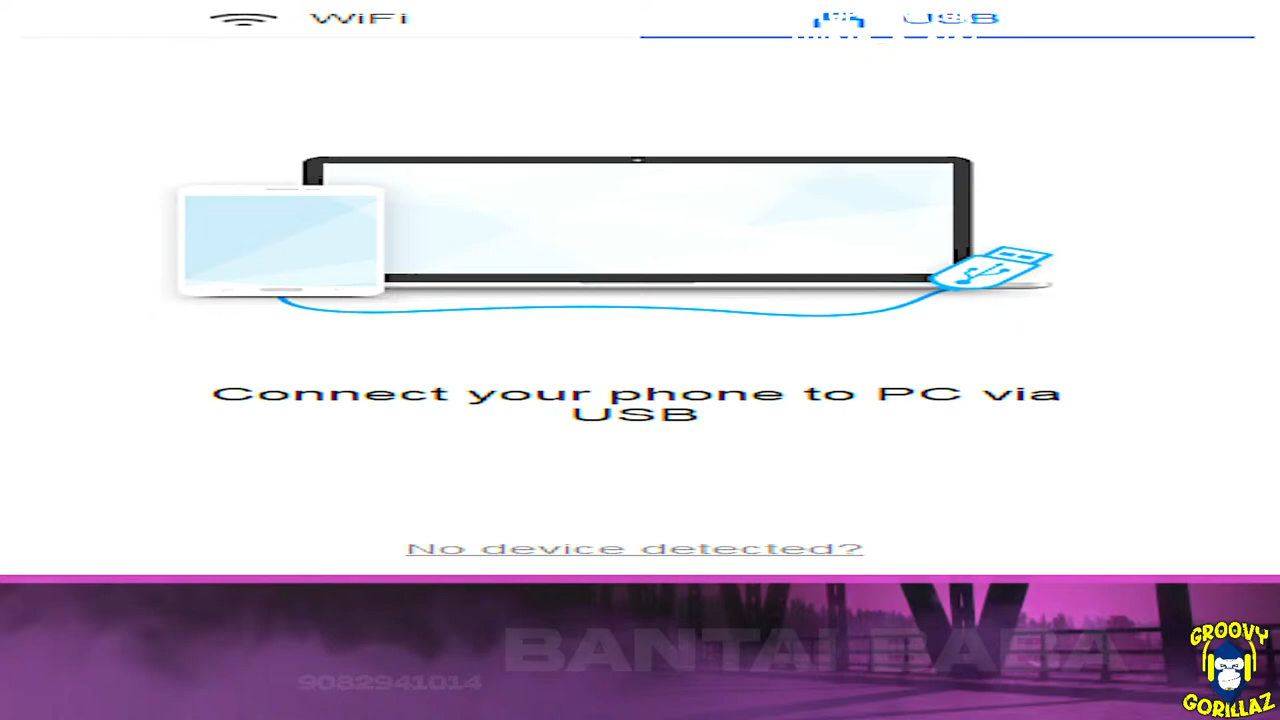 WiFi
USB
Connect your phone to PC via
USB
No device detected?
BANTAI BABA
9082941014
GROOVY
GORILLAZ